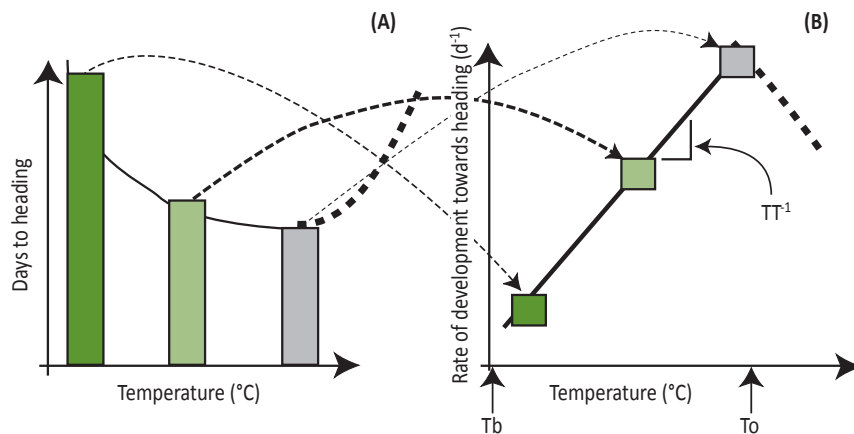 (A)
Days to heading
Temperature (°C)
(B)
Rate of development towards heading (d-1)
TT-1
Temperature (°C)
Tb
To